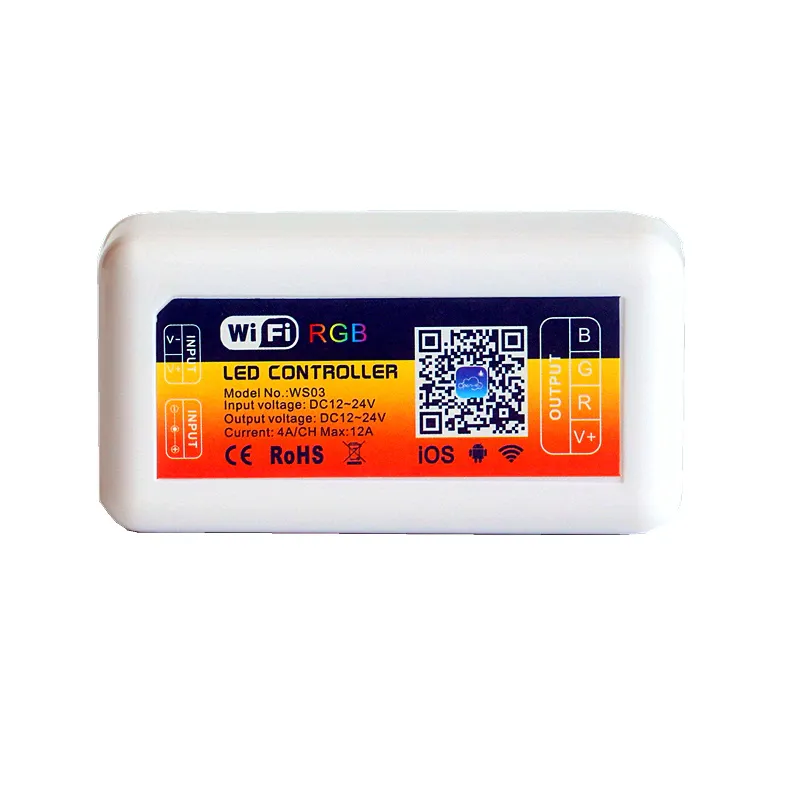 WiFi RGB
LED CONTROLLER
Model No.:WS03
Input voltage: DC12~24V
Output voltage: DC12~24V
Current: 4A/CH Max:12A
CE RoHS
iOS
INPUT
V-
V+
INPUT
OUTPUT
B
G
R
V+